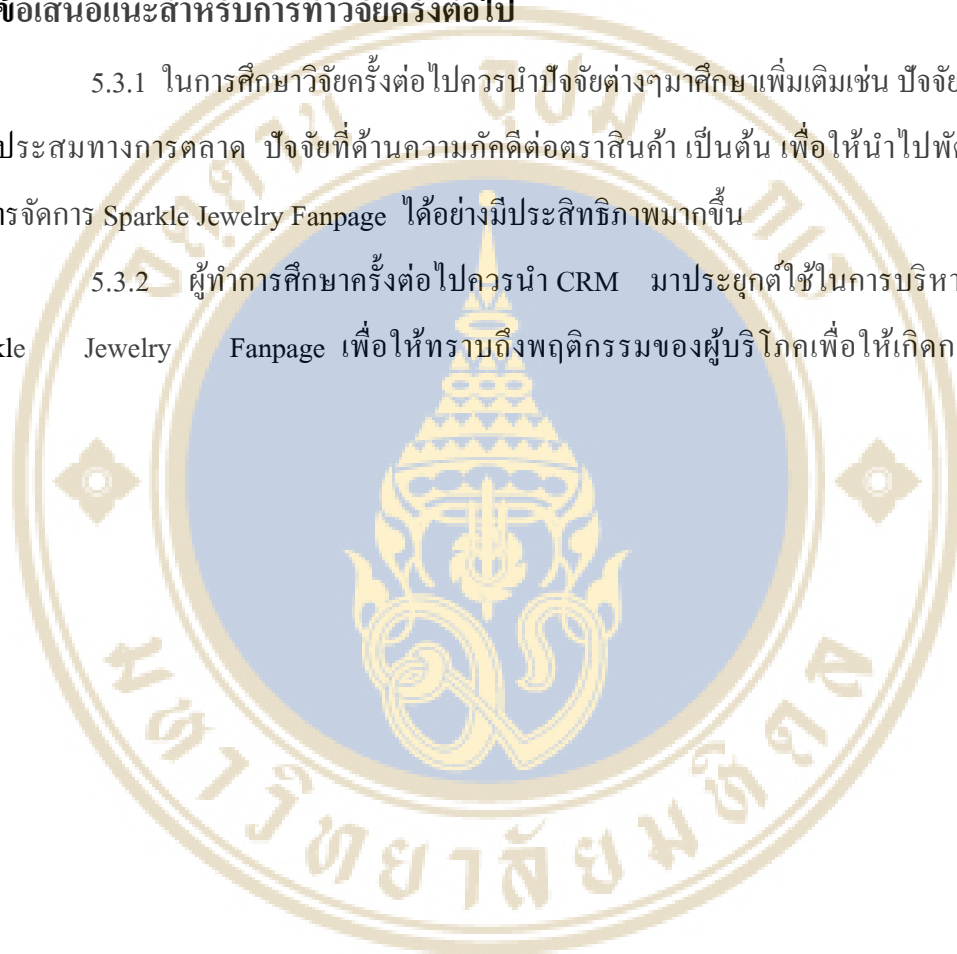 ข้อเสนอแนะสำหรับการทำวิจัยครั้งต่อไป
5.3.1 ในการศึกษาวิจัยครั้งต่อไปควรนำปัจจัยต่างๆมาศึกษาเพิ่มเติมเช่น ปัจจัย
ประสมทางการตลาด ปัจจัยที่ด้านความภักดีต่อตราสินค้า เป็นต้น เพื่อให้นำไปพั
จัดการ Sparkle Jewelry Fanpage ได้อย่างมีประสิทธิภาพมากขึ้น
5.3.2 ผู้ทำการศึกษาครั้งต่อไปควรนำ CRM มาประยุกต์ใช้ในการบริหา
kle Jewelry Fanpage เพื่อให้ทราบถึงพฤติกรรมของผู้บริโภคเพื่อให้เกิดก
มหาวิทยาลัยมหิดล